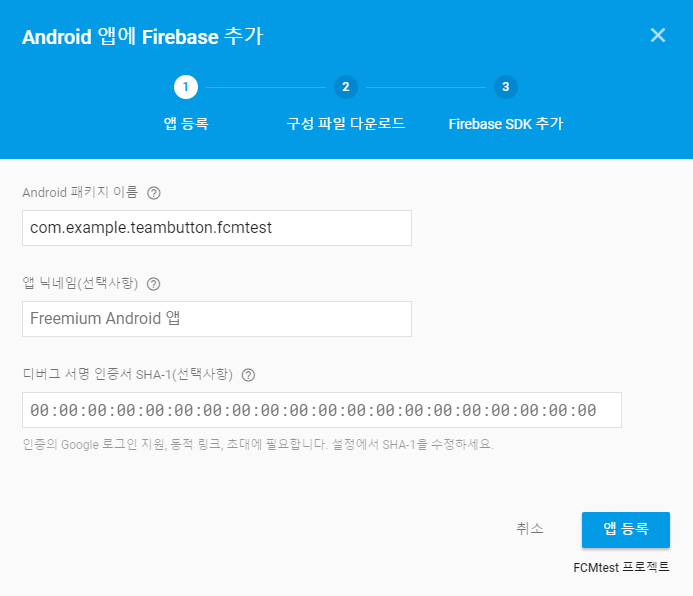 Android 앱에 Firebase 추가
1
2
3
앱 등록
구성 파일 다운로드
Firebase SDK 추가
Android 패키지 이름
com.example.teambutton.fcmtest
앱 닉네임(선택사항)
Freemium Android 앱
디버그 서명 인증서 SHA-1(선택사항)
00:00:00:00:00:00:00:00:00:00:00:00:00:00:00:00:00:00:00:00
인증의 Google 로그인 지원, 동적 링크, 초대에 필요합니다. 설정에서 SHA-1을 수정하세요.
취소
앱 등록
FCMtest 프로젝트